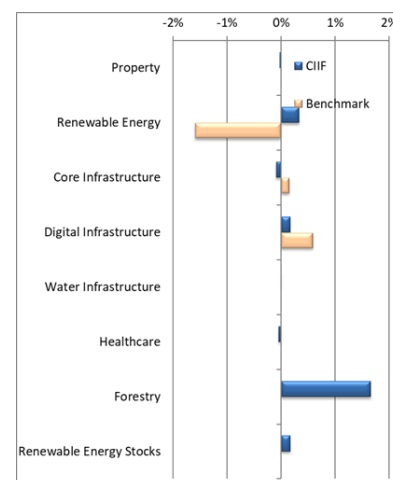 -2% -1% 0% 1% 2%
Property
CIIF
Benchmark
Renewable Energy
Core Infrastructure
Digital Infrastructure
Water Infrastructure
Healthcare
Forestry
Renewable Energy Stocks